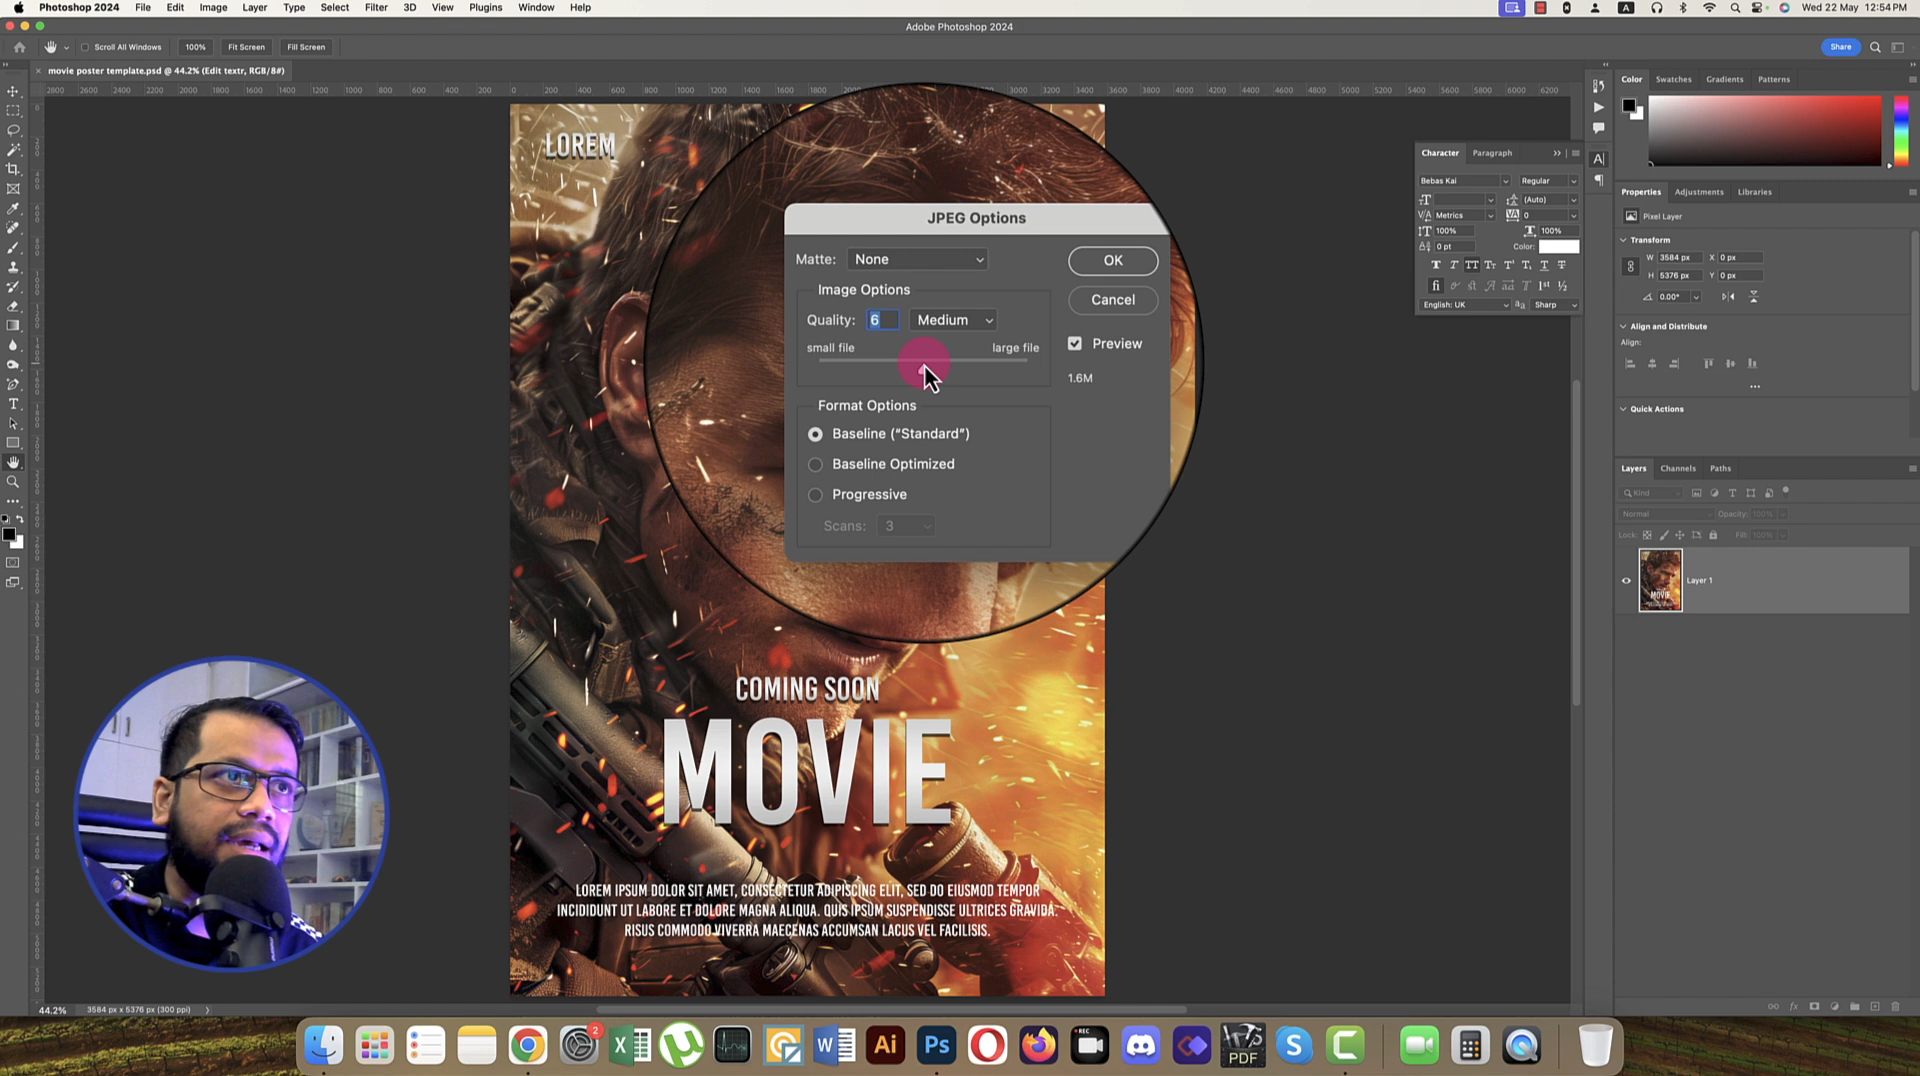 Photoshop 2024 File Edit Image Layer Type Select Filter 3D View Plugins Window Help
Wed 22 May 12:54 PM
Adobe Photoshop 2024
Scroll All Windows 100% Fit Screen Fill Screen
Share
movie poster template.psd @ 44.2% (Edit textr, RGB/8#)
Color Swatches Gradients Patterns
LOREM
Character Paragraph
Bebas Kai Regular
(Auto)
Metrics 0
100% 100%
0 pt Color:
English: UK Sharp
Properties Adjustments Libraries
Pixel Layer
Transform
W 3584 px X 0 px
H 5376 px Y 0 px
0.00°
Align and Distribute
Align:
Quick Actions
JPEG Options
Matte: None
OK
Image Options
Cancel
Quality: 6 Medium
small file large file
Preview
1.6M
Format Options
Baseline (“Standard”)
Baseline Optimized
Progressive
Scans: 3
Layers Channels Paths
Kind
Normal Opacity: 100%
Lock: Fill: 100%
Layer 1
COMING SOON
MOVIE
LOREM IPSUM DOLOR SIT AMET, CONSECTETUR ADIPISCING ELIT, SED DO EIUSMOD TEMPOR
INCIDIDUNT UT LABORE ET DOLORE MAGNA ALIQUA. QUIS IPSUM SUSPENDISSE ULTRICES GRAVIDA.
RISUS COMMODO VIVERRA MAECENAS ACCUMSAN LACUS VEL FACILISIS.
44.2% 3584 px x 5376 px (300 ppi)
2
Ai
Ps
REC
PDF